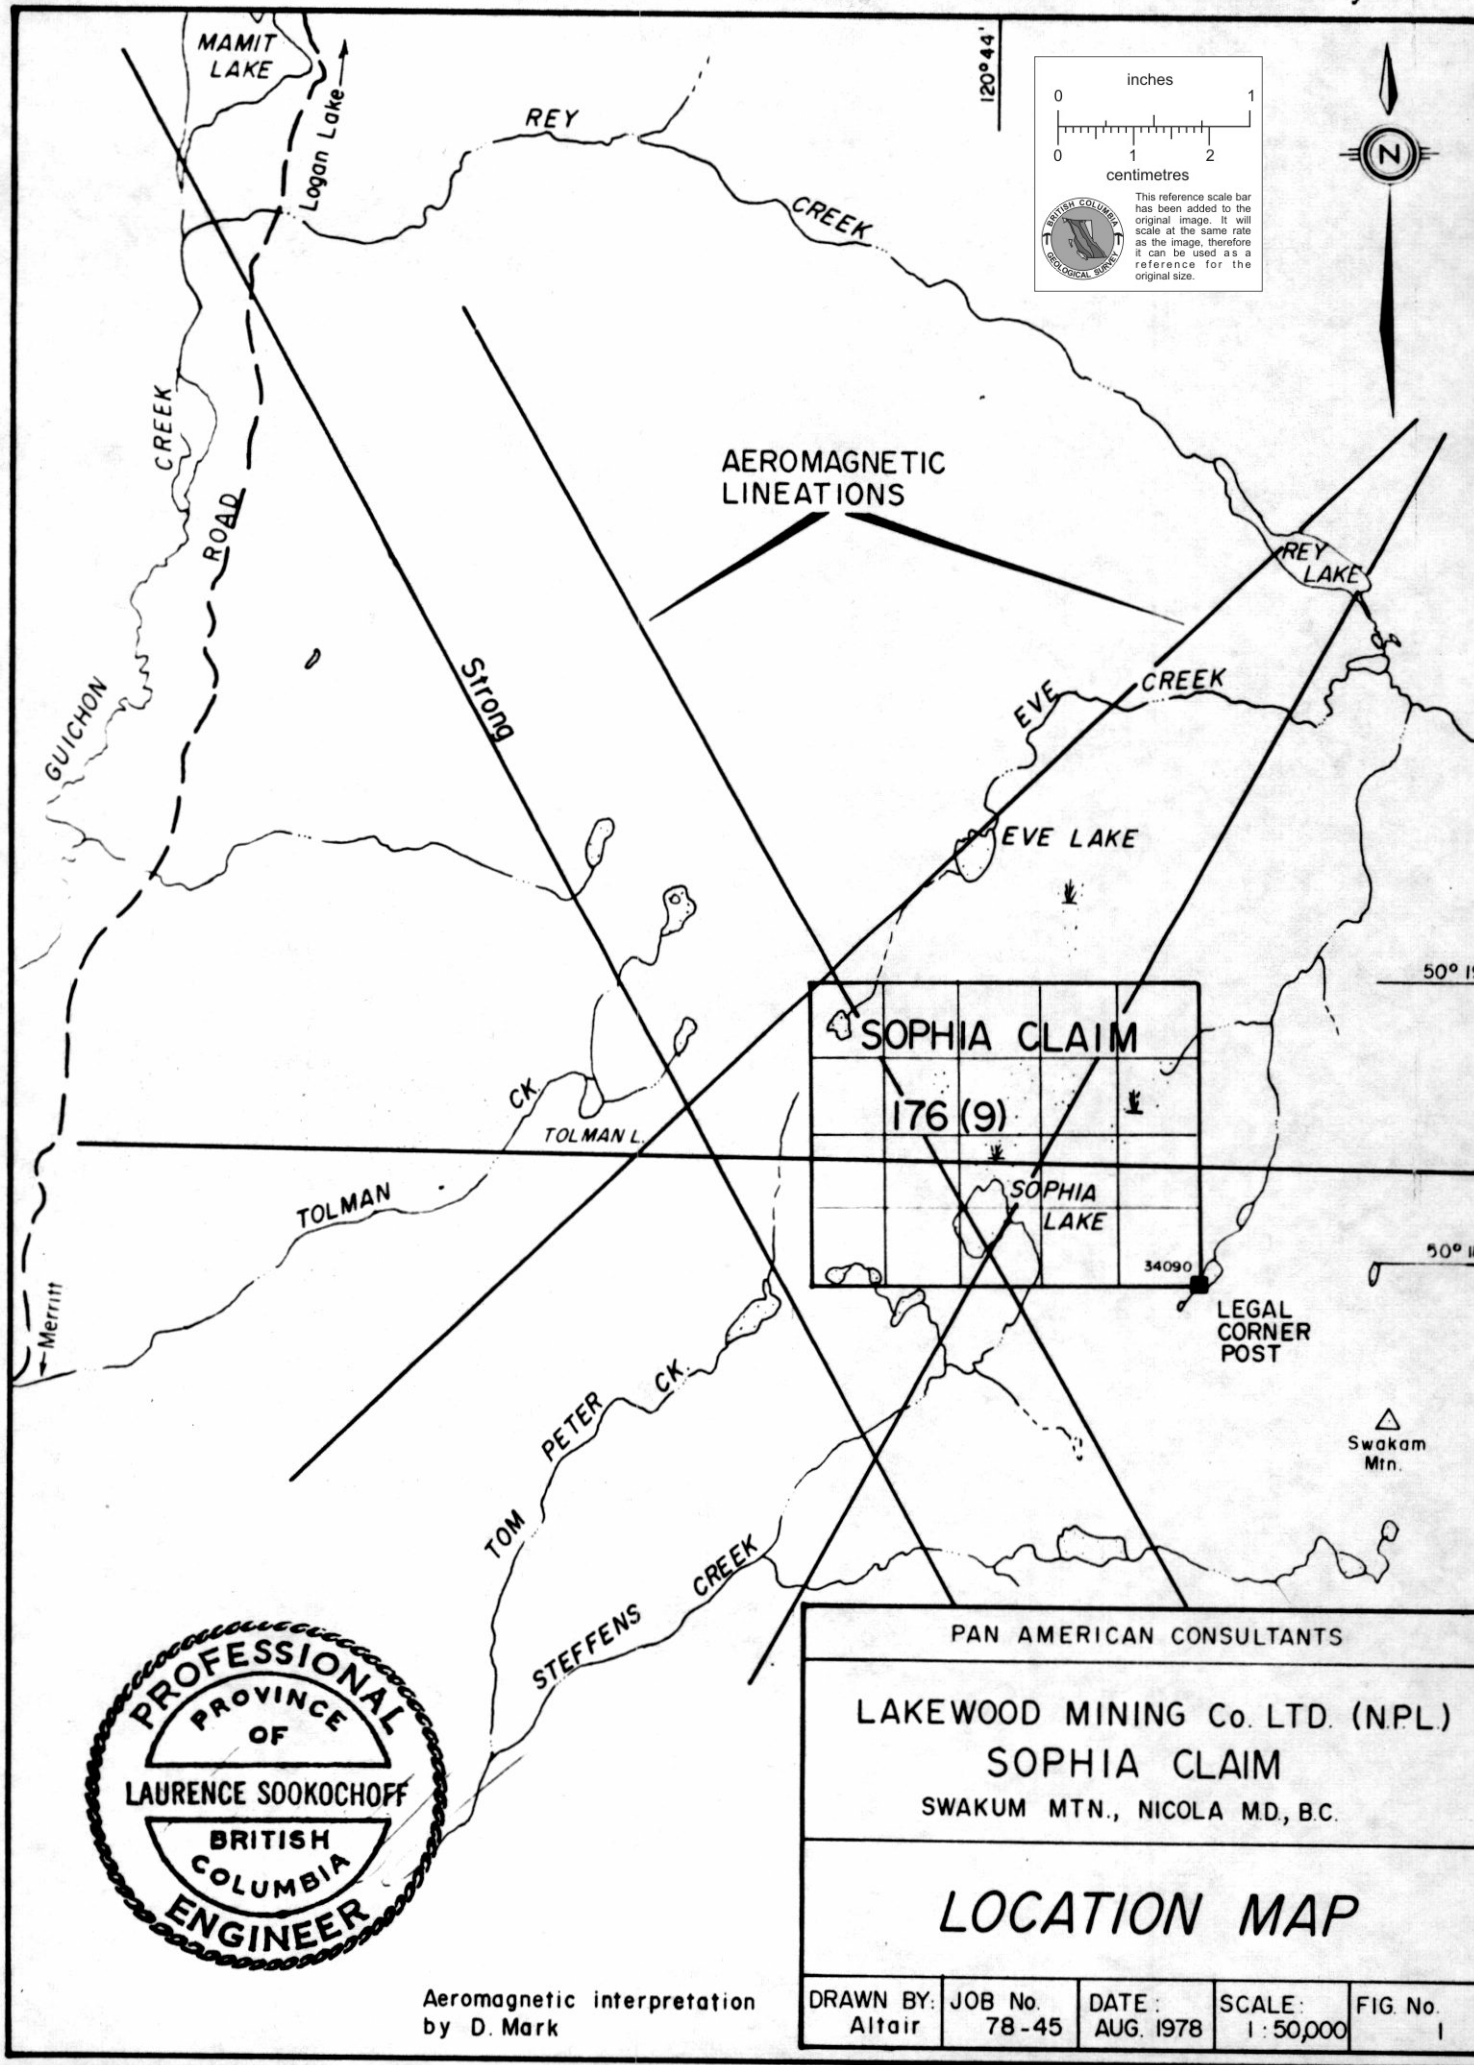 MAMIT
LAKE
Logan Lake
120°44'
inches
0 1
0 1 2
centimetres
This reference scale bar
has been added to the
original image. It will
scale at the same rate
as the image, therefore
it can be used as a
reference for the
original size.
BRITISH COLUMBIA
GEOLOGICAL SURVEY
N
REY
CREEK
CREEK
ROAD
GUICHON
AEROMAGNETIC
LINEATIONS
REY
LAKE
Strong
EVE
CREEK
EVE LAKE
50°
SOPHIA CLAIM
176 (9)
CK.
TOLMAN L.
TOLMAN
SOPHIA
LAKE
34090
50°
LEGAL
CORNER
POST
Merritt
PETER
CK.
TOM
Swakam
Mtn.
STEFFENS
CREEK
PROFESSIONAL
PROVINCE
OF
LAURENCE SOOKOCHOFF
BRITISH
COLUMBIA
ENGINEER
Aeromagnetic interpretation
by D. Mark
PAN AMERICAN CONSULTANTS
LAKEWOOD MINING Co. LTD. (N.P.L.)
SOPHIA CLAIM
SWAKUM MTN., NICOLA M.D., B.C.
LOCATION MAP
DRAWN BY:
Altair
JOB No.
78-45
DATE:
AUG. 1978
SCALE:
1:50,000
FIG. No.
1